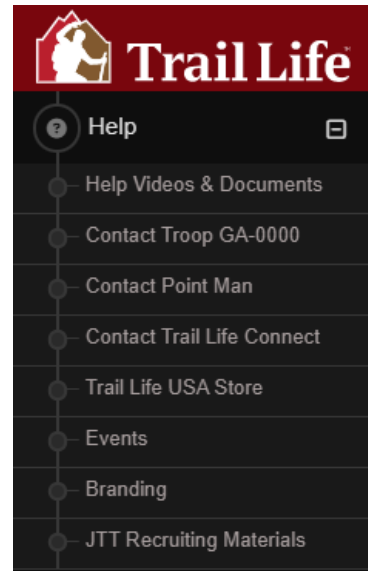 Trail Life
Help
Help Videos & Documents
Contact Troop GA-0000
Contact Point Man
Contact Trail Life Connect
Trail Life USA Store
Events
Branding
JTT Recruiting Materials